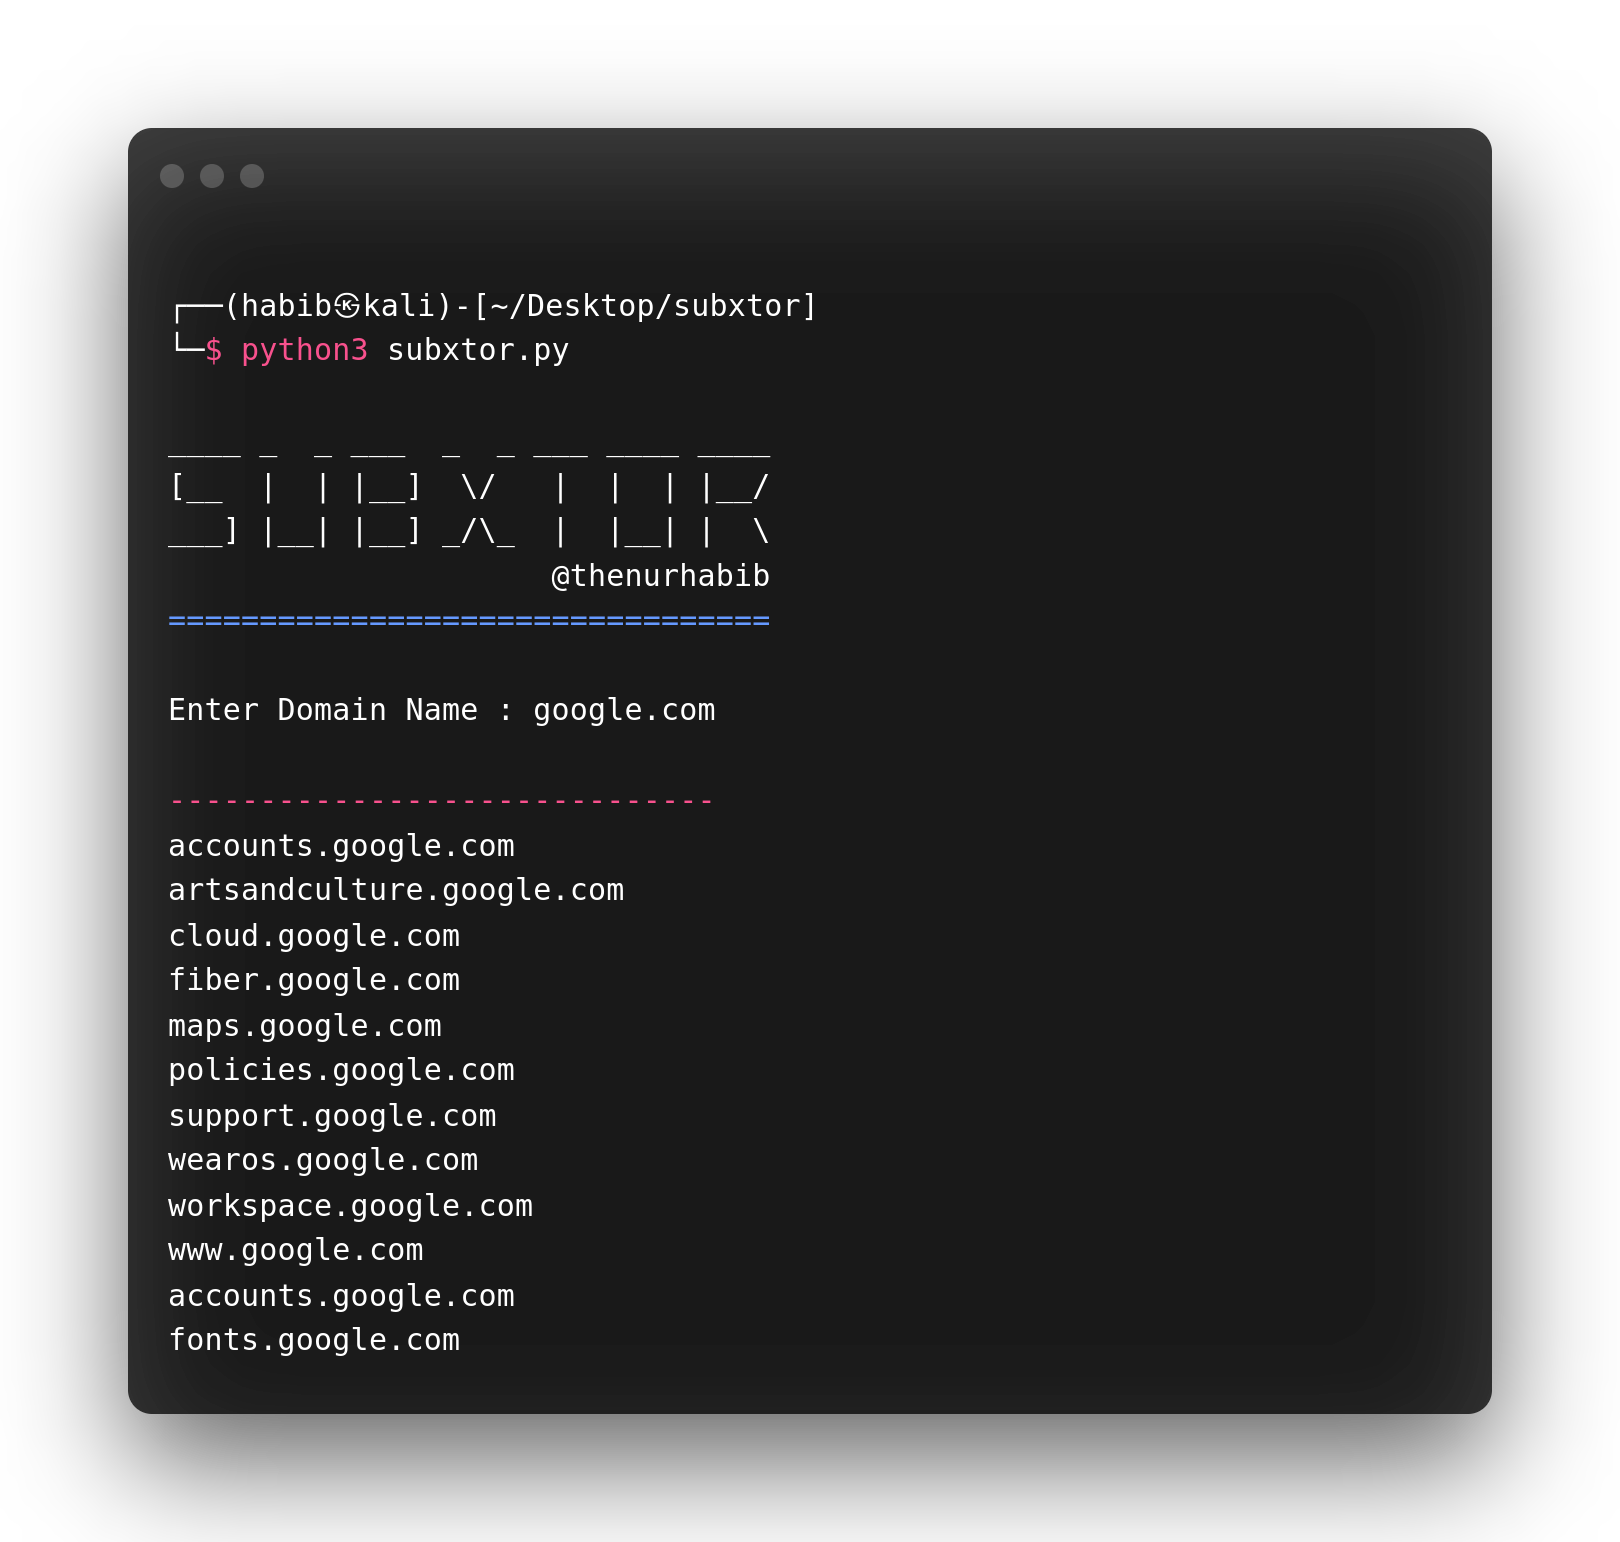 ┌──(habib㉿kali)-[~/Desktop/subxtor]
└─$ python3 subxtor.py
____ _  _ ___  _  _ ___ ____ ____
[__  |  | |__]  \/   |  |  | |__/
___] |__| |__] _/\_  |  |__| |  \
                     @thenurhabib
=================================
Enter Domain Name : google.com
------------------------------
accounts.google.com
artsandculture.google.com
cloud.google.com
fiber.google.com
maps.google.com
policies.google.com
support.google.com
wearos.google.com
workspace.google.com
www.google.com
accounts.google.com
fonts.google.com